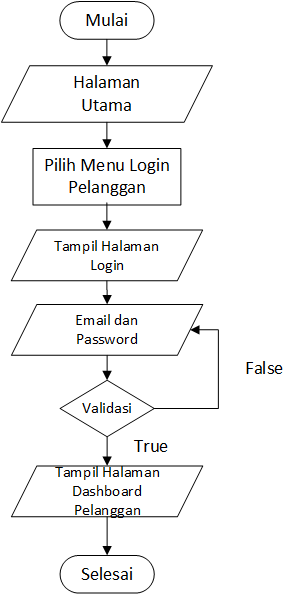 Mulai
Halaman
Utama
Pilih Menu Login
Pelanggan
Tampil Halaman
Login
Email dan
Password
False
Validasi
True
Tampil Halaman
Dashboard
Pelanggan
Selesai